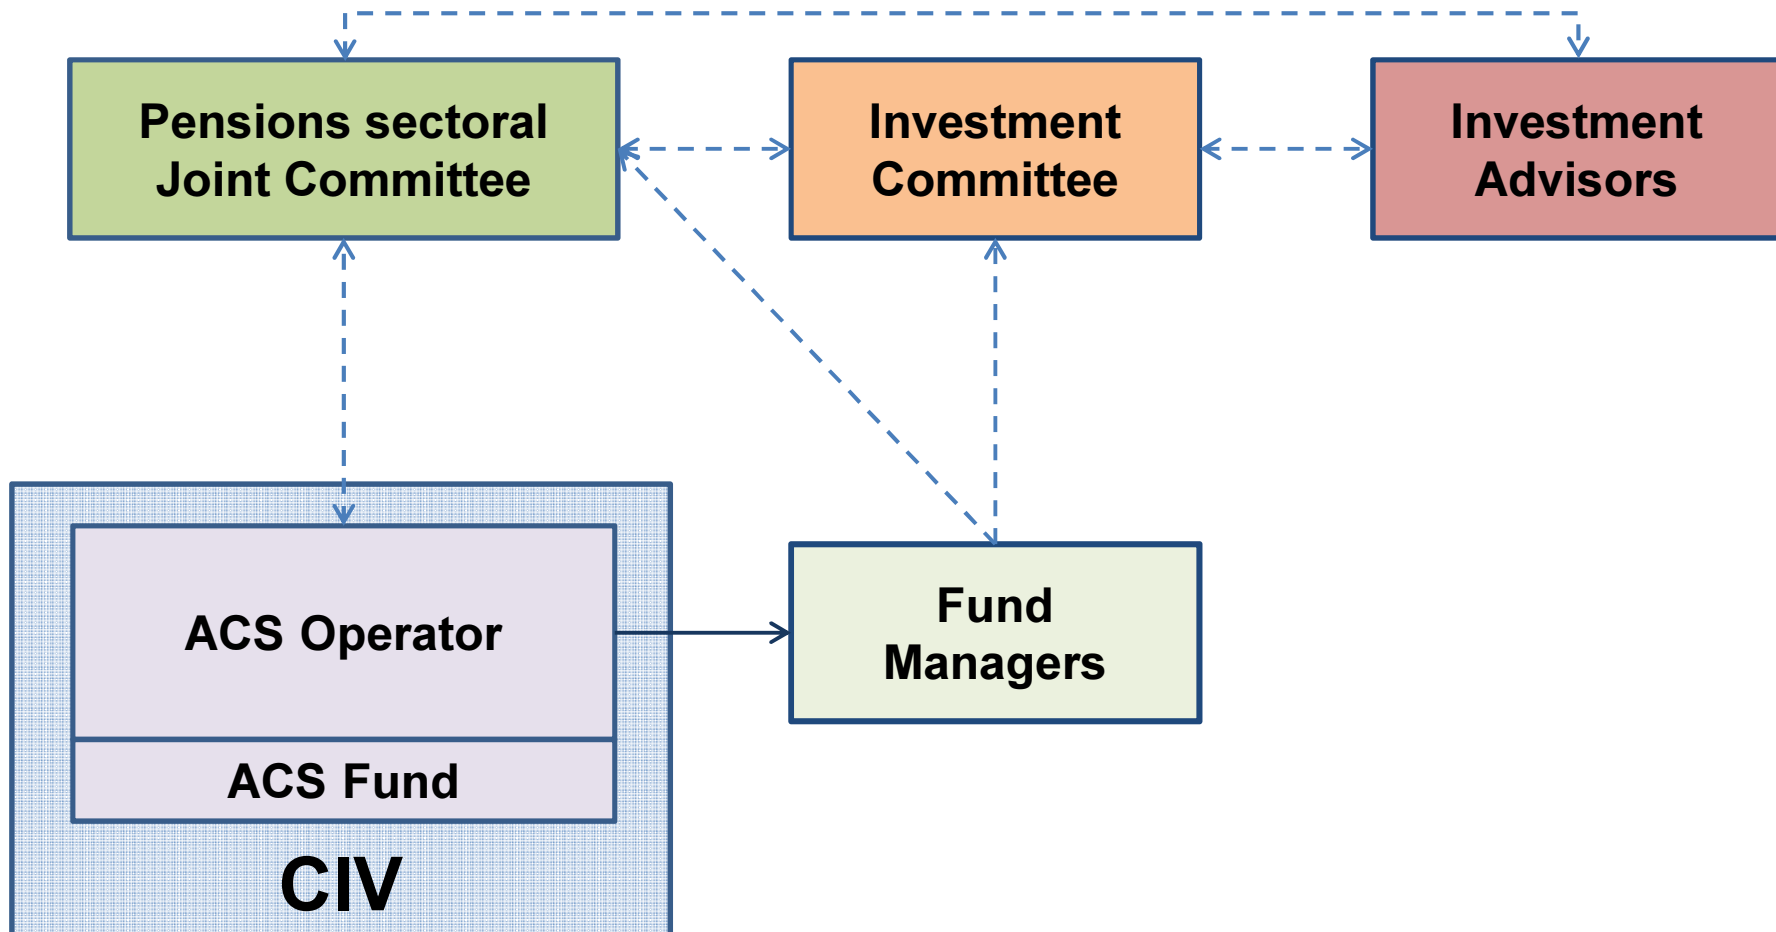 Pensions sectoral
Joint Committee
Investment
Committee
Investment
Advisors
ACS Operator
Fund
Managers
ACS Fund
CIV